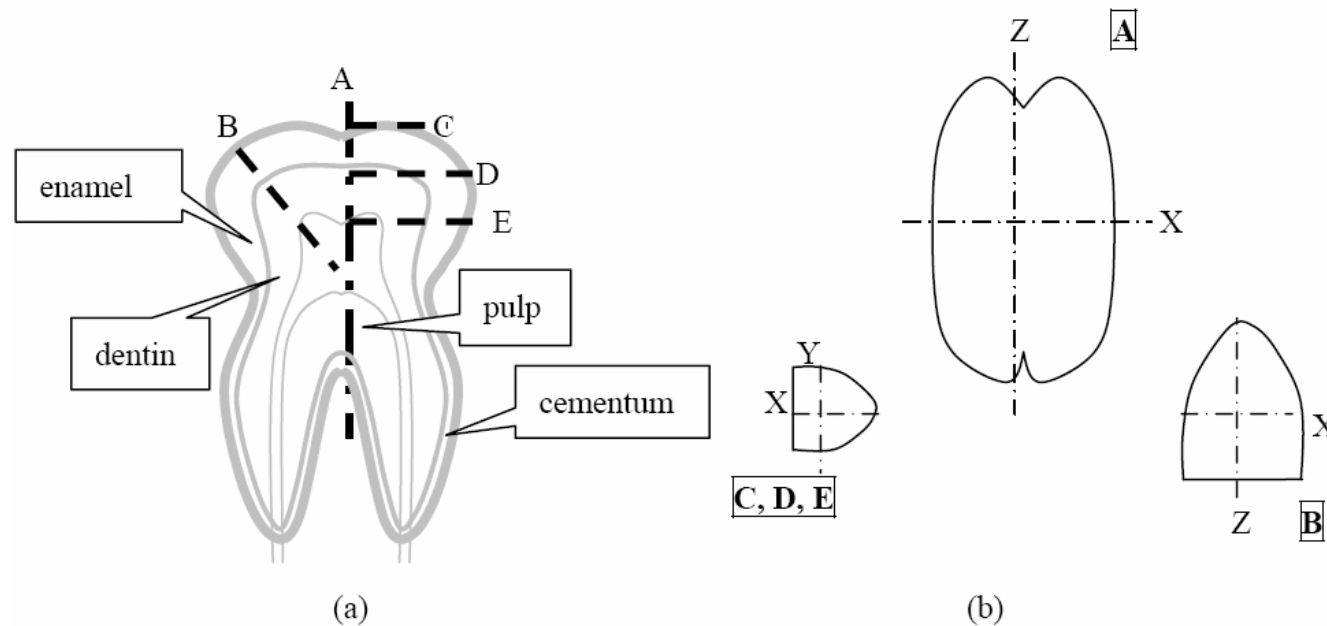 A
B
C
enamel
D
E
pulp
dentin
cementum
(a)
Z
A
X
Y
X
C, D, E
X
Z
B
(b)